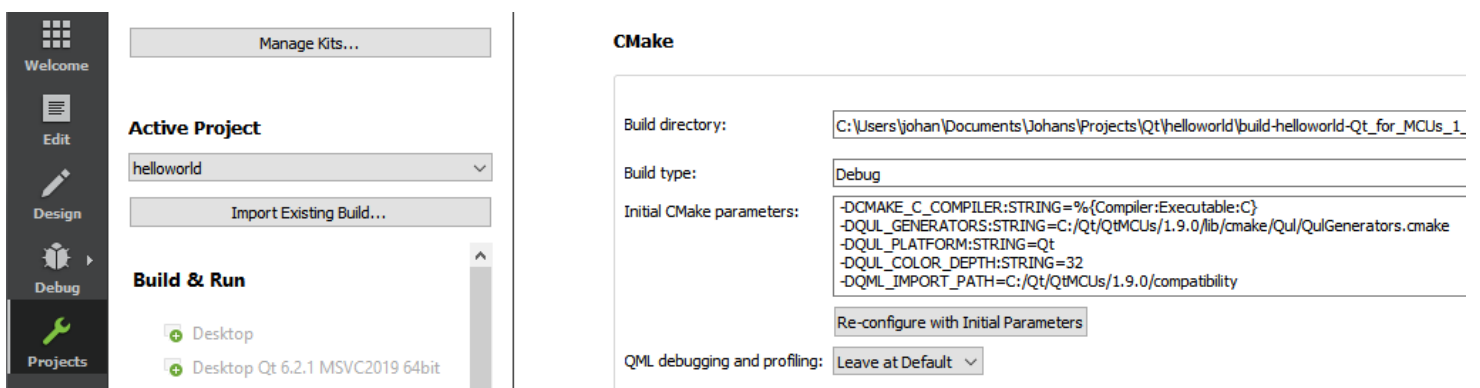 Welcome
Edit
Design
Debug
Projects
Manage Kits...
Active Project
helloworld
Import Existing Build...
Build & Run
Desktop
Desktop Qt 6.2.1 MSVC2019 64bit
CMake
Build directory: C:\Users\johan\Documents\Johans\Projects\Qt\helloworld\build-helloworld-Qt_for_MCUs_1_
Build type: Debug
Initial CMake parameters: -DCMAKE_C_COMPILER:STRING=%{Compiler:Executable:C}
-DQUL_GENERATORS:STRING=C:/Qt/QtMCUs/1.9.0/lib/cmake/Qul/QulGenerators.cmake
-DQUL_PLATFORM:STRING=Qt
-DQUL_COLOR_DEPTH:STRING=32
-DQML_IMPORT_PATH=C:/Qt/QtMCUs/1.9.0/compatibility
Re-configure with Initial Parameters
QML debugging and profiling: Leave at Default